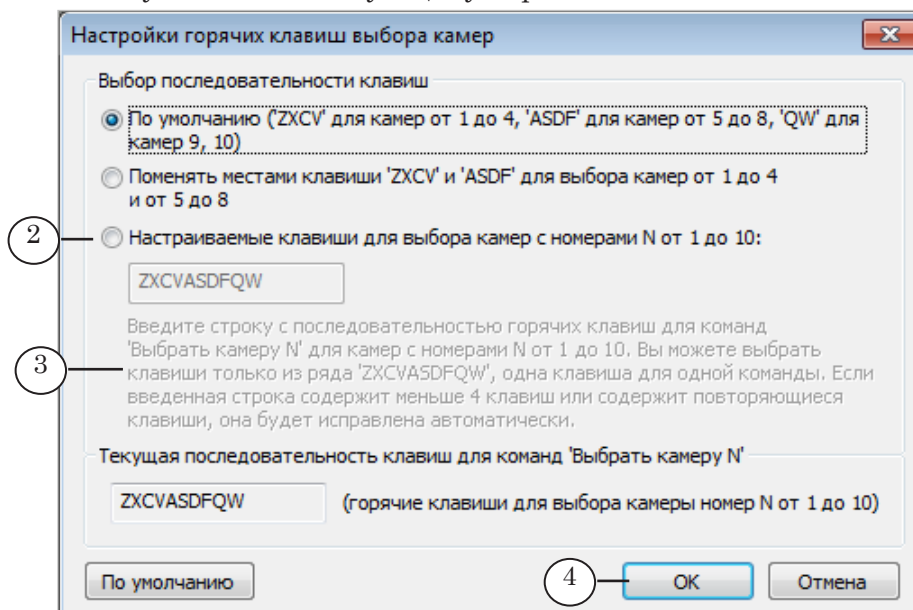 Настройки горячих клавиш выбора камер
Выбор последовательности клавиш
По умолчанию ('ZXCV' для камер от 1 до 4, 'ASDF' для камер от 5 до 8, 'QW' для
камер 9, 10)
Поменять местами клавиши 'ZXCV' и 'ASDF' для выбора камер от 1 до 4
и от 5 до 8
2
Настраиваемые клавиши для выбора камер с номерами N от 1 до 10:
ZXCVASDFQW
Введите строку с последовательностью горячих клавиш для команд
'Выбрать камеру N' для камер с номерами N от 1 до 10. Вы можете выбрать
3
клавиши только из ряда 'ZXCVASDFQW', одна клавиша для одной команды. Если
введенная строка содержит меньше 4 клавиш или содержит повторяющиеся
клавиши, она будет исправлена автоматически.
Текущая последовательность клавиш для команд 'Выбрать камеру N'
ZXCVASDFQW (горячие клавиши для выбора камеры номер N от 1 до 10)
По умолчанию 4 OK Отмена